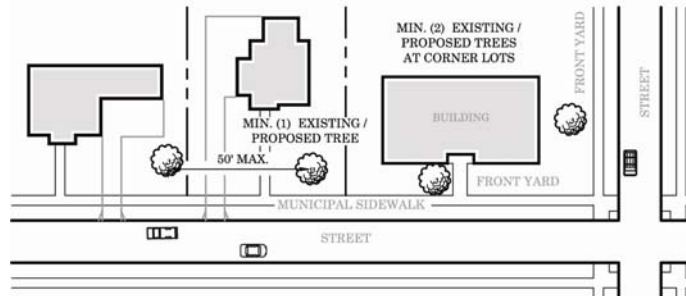 MIN. (2) EXISTING /
PROPOSED TREES
AT CORNER LOTS
FRONT YARD
STREET
BUILDING
MIN. (1) EXISTING /
PROPOSED TREE
50' MAX.
FRONT YARD
MUNICIPAL SIDEWALK
STREET